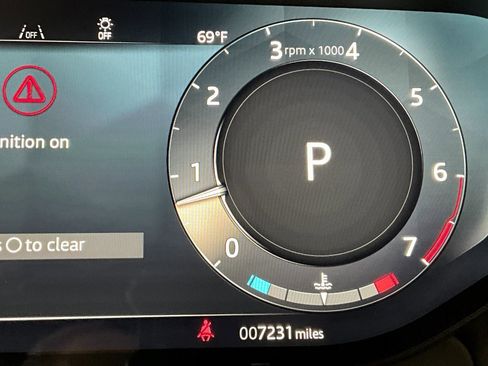 OFF
OFF
69°F
3 rpm x 1000 4
2
5
nition on
1
P
6
s O to clear
0
7
007231 miles